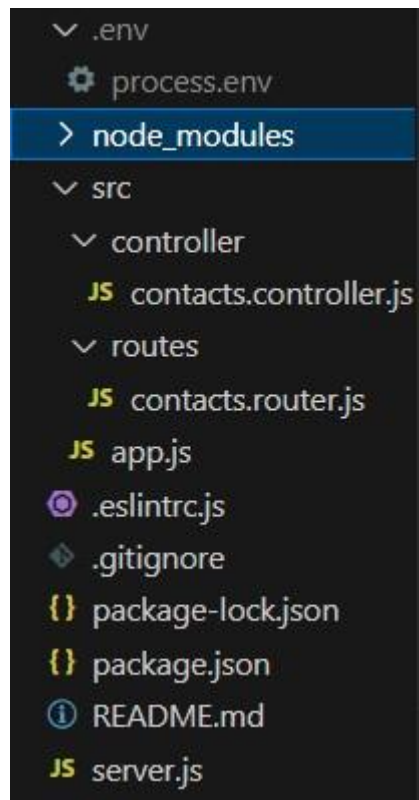 .env
process.env
node_modules
src
controller
JS contacts.controller.js
routes
JS contacts.router.js
JS app.js
.eslintrc.js
.gitignore
{} package-lock.json
{} package.json
README.md
JS server.js